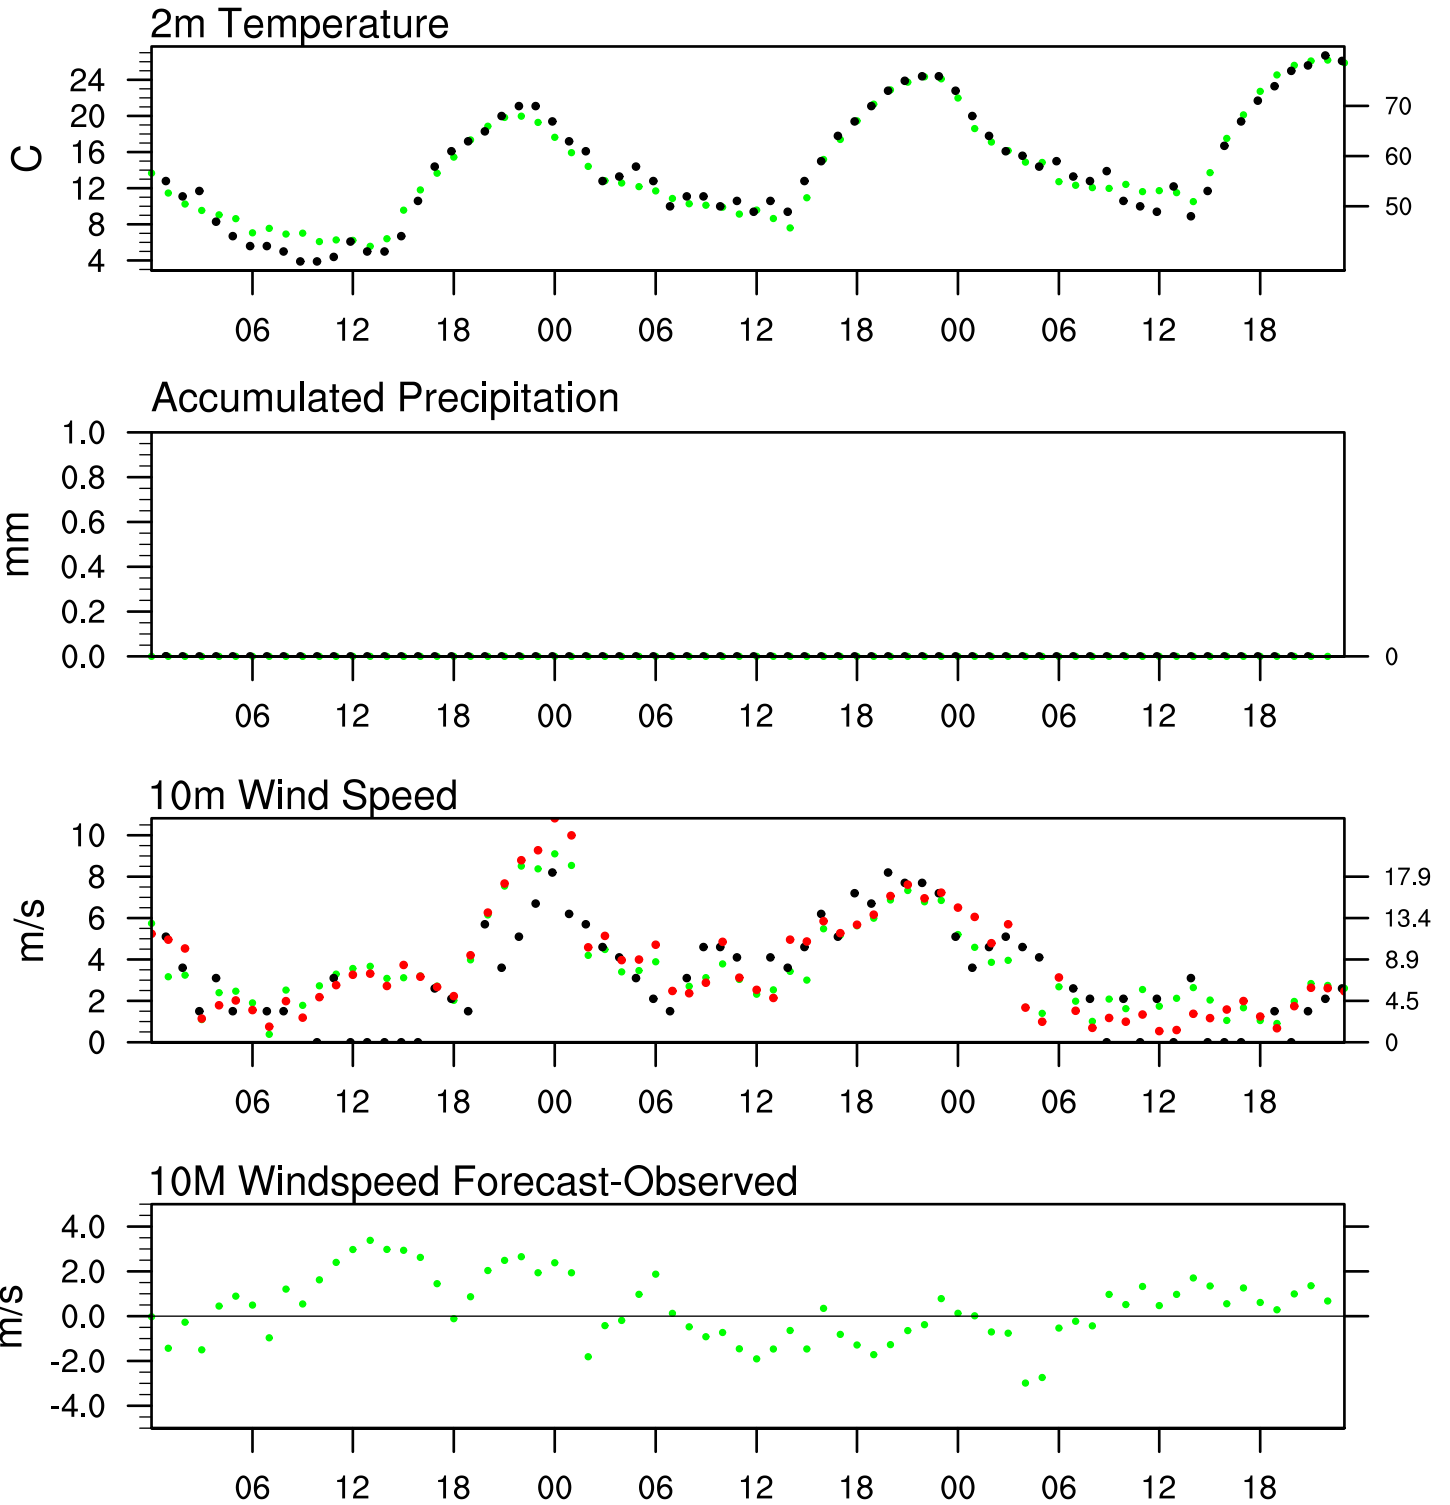 2m Temperature
24
20
16
12
8
4
C
70
60
50
06 12 18 00 06 12 18 00 06 12 18
Accumulated Precipitation
1.0
0.8
0.6
0.4
0.2
0.0
mm
0
06 12 18 00 06 12 18 00 06 12 18
10m Wind Speed
10
8
6
4
2
0
m/s
17.9
13.4
8.9
4.5
0
06 12 18 00 06 12 18 00 06 12 18
10M Windspeed Forecast-Observed
4.0
2.0
0.0
-2.0
-4.0
m/s
06 12 18 00 06 12 18 00 06 12 18